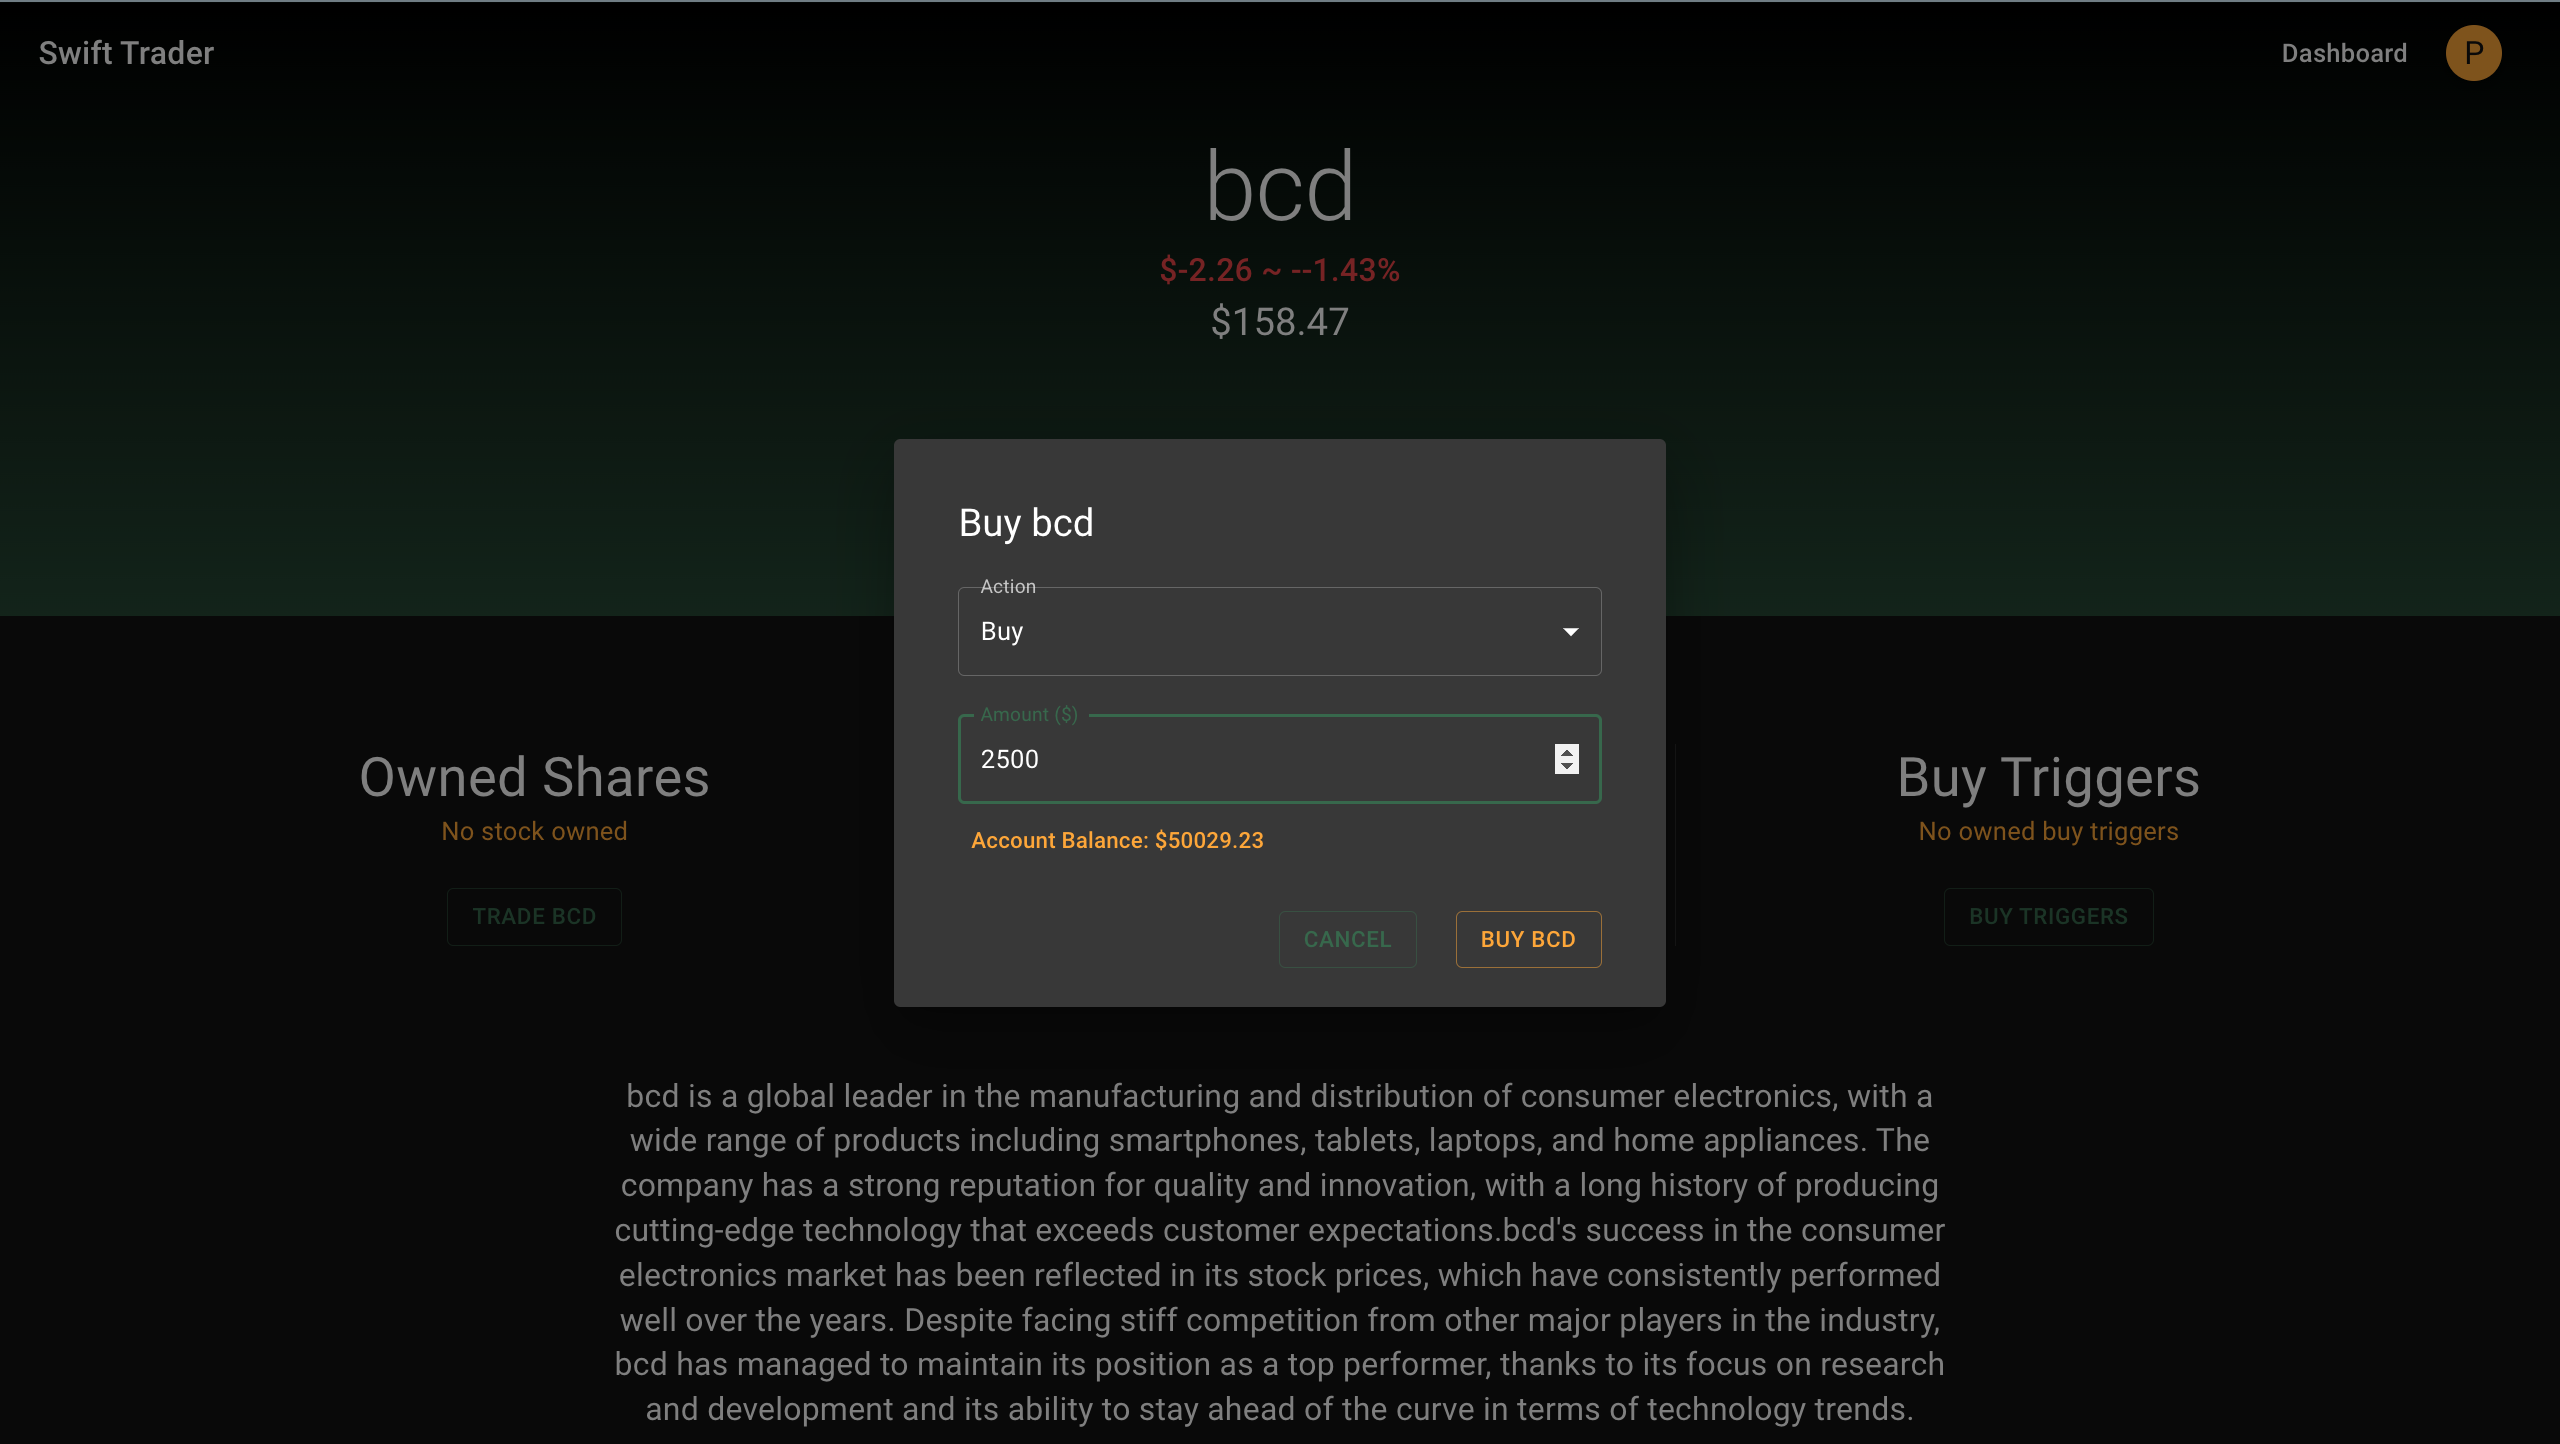 Swift Trader
Dashboard
P
bcd
$-2.26 ~ --1.43%
$158.47
Buy bcd
Action
Buy
Amount ($)
2500
Account Balance: $50029.23
CANCEL
BUY BCD
Owned Shares
No stock owned
TRADE BCD
Buy Triggers
No owned buy triggers
BUY TRIGGERS
bcd is a global leader in the manufacturing and distribution of consumer electronics, with a
wide range of products including smartphones, tablets, laptops, and home appliances. The
company has a strong reputation for quality and innovation, with a long history of producing
cutting-edge technology that exceeds customer expectations.bcd's success in the consumer
electronics market has been reflected in its stock prices, which have consistently performed
well over the years. Despite facing stiff competition from other major players in the industry,
bcd has managed to maintain its position as a top performer, thanks to its focus on research
and development and its ability to stay ahead of the curve in terms of technology trends.